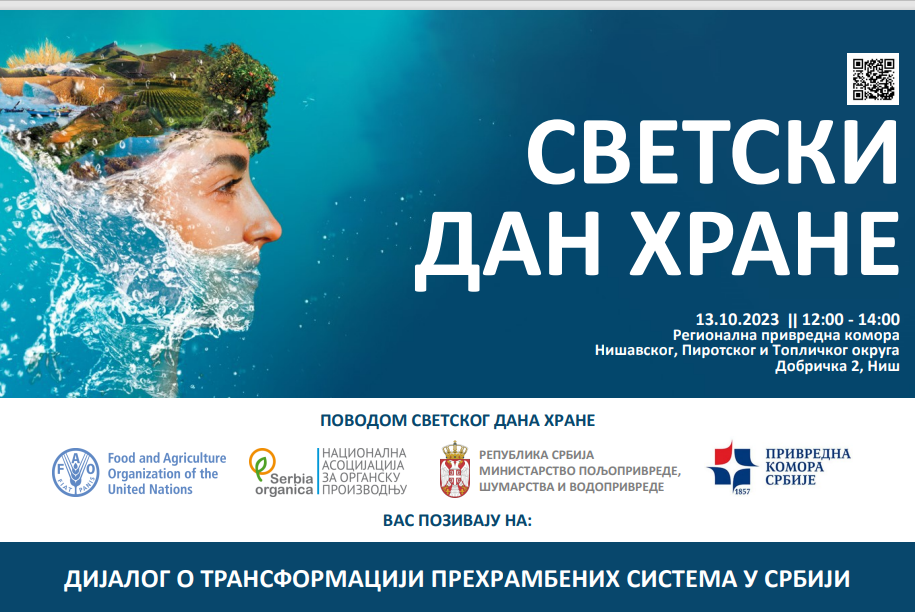 СВЕТСКИ
ДАН ХРАНЕ
13.10.2023 || 12:00 - 14:00
Регионална привредна комора
Нишавског, Пиротског и Топличког округа
Добричка 2, Ниш
ПОВОДОМ СВЕТСКОГ ДАНА ХРАНЕ
FAO
FIAT PANIS
Food and Agriculture
Organization of the
United Nations
Serbia
organica
НАЦИОНАЛНА
АСОЦИЈАЦИЈА
ЗА ОРГАНСКУ
ПРОИЗВОДЊУ
РЕПУБЛИКА СРБИЈА
МИНИСТАРСТВО ПОЉОПРИВРЕДЕ,
ШУМАРСТВА И ВОДОПРИВРЕДЕ
1857
ПРИВРЕДНА
КОМОРА
СРБИЈЕ
ВАС ПОЗИВАЈУ НА:
ДИЈАЛОГ О ТРАНСФОРМАЦИЈИ ПРЕХРАМБЕНИХ СИСТЕМА У СРБИЈИ